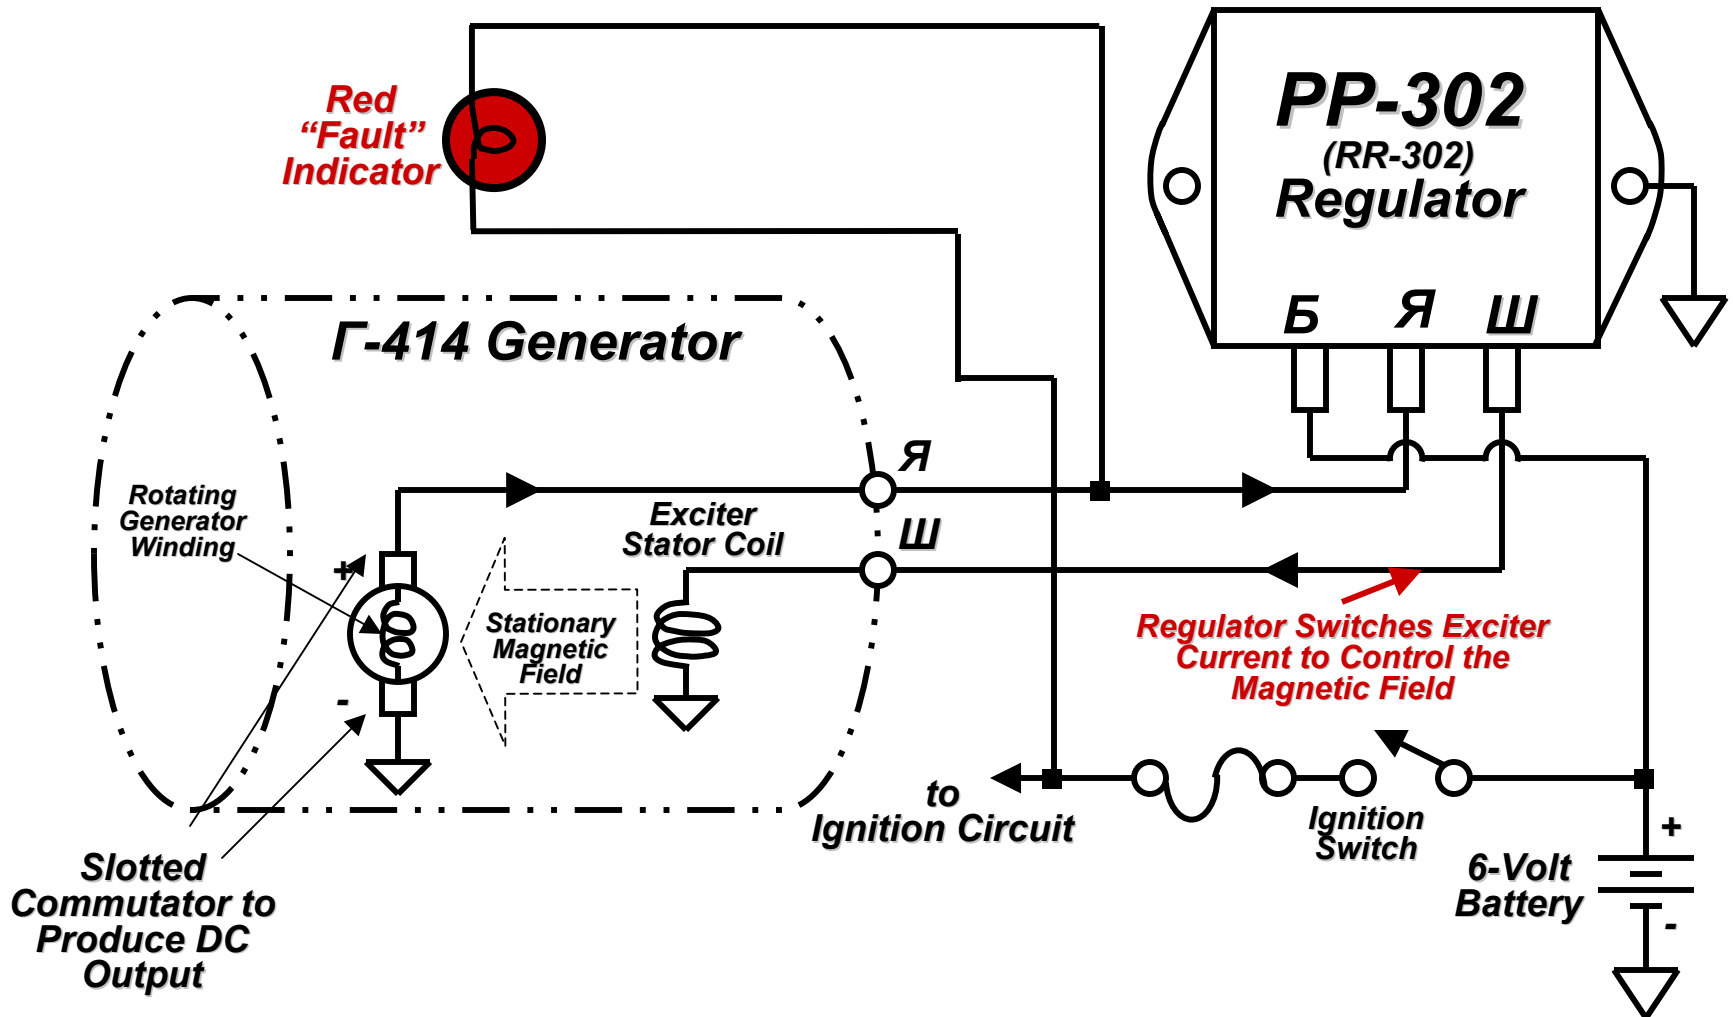 Red
“Fault”
Indicator
РР-302
(RR-302)
Regulator
Б Я Ш
Г-414 Generator
Я
Ш
Rotating
Generator
Winding
Exciter
Stator Coil
+
-
Stationary
Magnetic
Field
Regulator Switches Exciter
Current to Control the
Magnetic Field
to
Ignition Circuit
Ignition
Switch
6-Volt
Battery
+
-
Slotted
Commutator to
Produce DC
Output